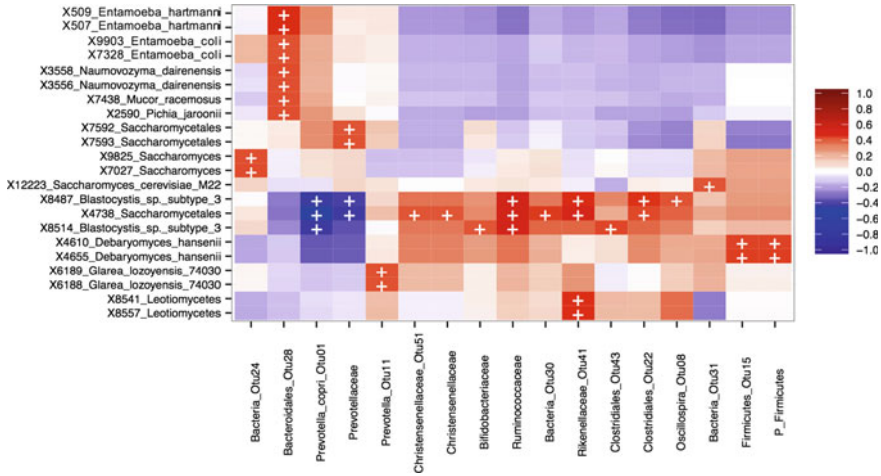 X509_Entamoeba_hartmanni
X507_Entamoeba_hartmanni
X9903_Entamoeba_coli
X7328_Entamoeba_coli
X3558_Naumovozyma_dairenensis
X3556_Naumovozyma_dairenensis
X7438_Mucor_racemosus
X2590_Pichia_jaroonii
X7592_Saccharomycetales
X7593_Saccharomycetales
X9825_Saccharomyces
X7027_Saccharomyces
X12223_Saccharomyces_cerevisiae_M22
X8487_Blastocystis_sp._subtype_3
X4738_Saccharomycetales
X8514_Blastocystis_sp._subtype_3
X4610_Debaryomyces_hansenii
X4655_Debaryomyces_hansenii
X6189_Glarea_lozoyensis_74030
X6188_Glarea_lozoyensis_74030
X8541_Leotiomycetes
X8557_Leotiomycetes
Bacteria_Otu24
Bacteroidales_Otu28
Prevotella_copri_Otu01
Prevotellaceae
Prevotella_Otu11
Christensenellaceae_Otu51
Christensenellaceae
Bifidobacteriaceae
Ruminococcaceae
Bacteria_Otu30
Rikenellaceae_Otu41
Clostridiales_Otu43
Clostridiales_Otu22
Oscillospira_Otu08
Bacteria_Otu31
Firmicutes_Otu15
P_Firmicutes
1.0
0.8
0.6
0.4
0.2
0.0
−0.2
−0.4
−0.6
−0.8
−1.0